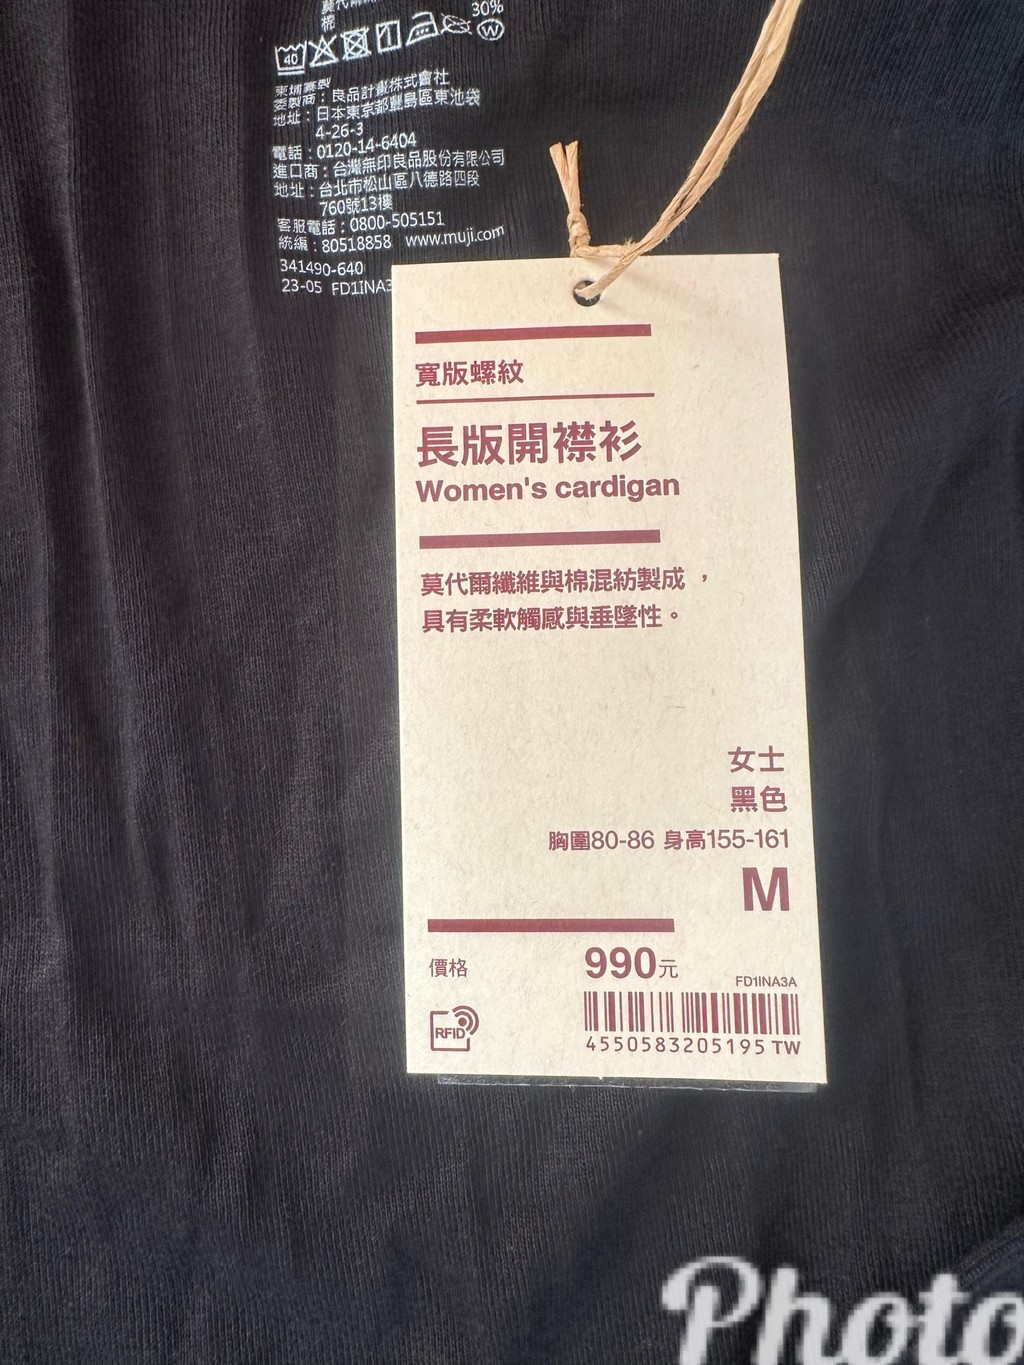 棉
30%
40
W
柬埔寨製
委製商：良品計畫株式會社
地址：日本東京都豐島區東池袋
4-26-3
電話：0120-14-6404
進口商：台灣無印良品股份有限公司
地址：台北市松山區八德路四段
760號13樓
客服電話：0800-505151
統編：80518858 www.muji.com
341490-640
23-05 FD1INA3
寬版螺紋
長版開襟衫
Women's cardigan
莫代爾纖維與棉混紡製成，
具有柔軟觸感與垂墜性。
女士
黑色
胸圍80-86 身高155-161
M
價格 990元
FD1INA3A
RFID
4550583205195 TW
Photo